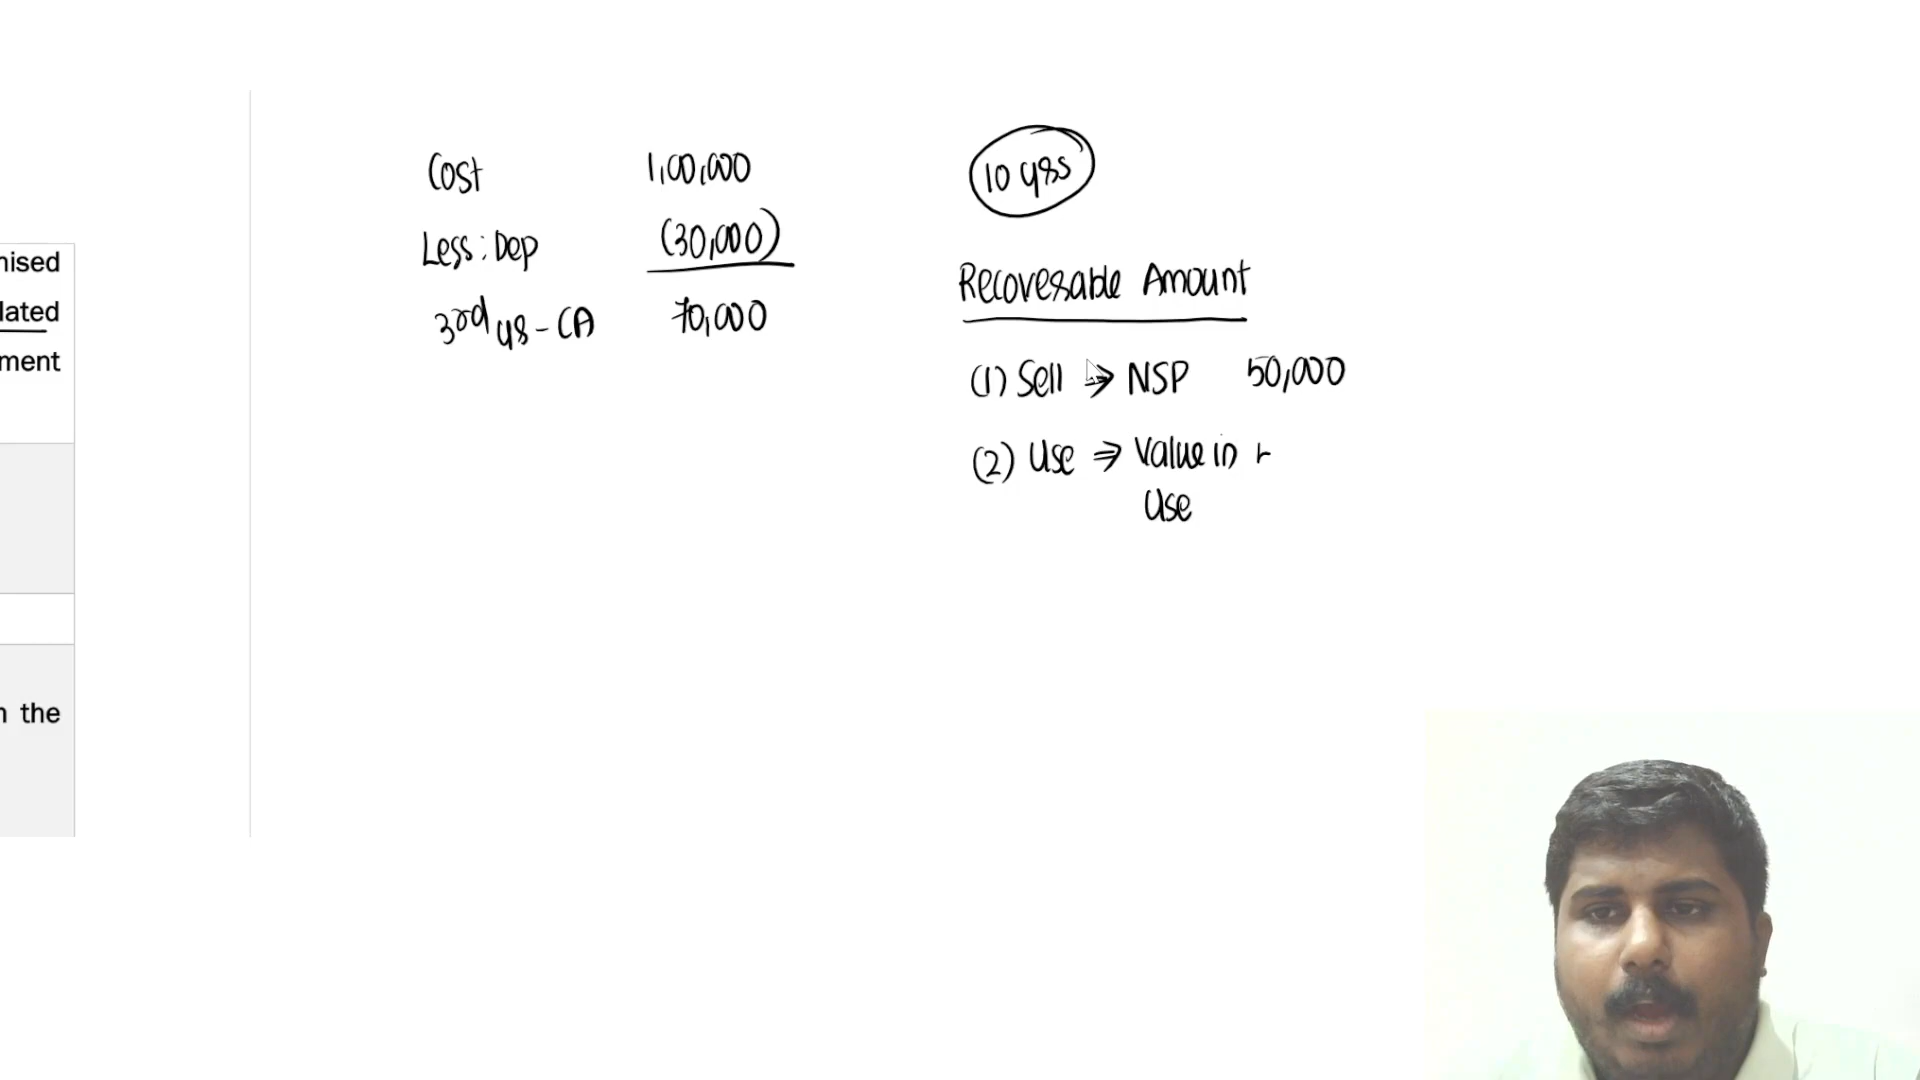 nised
lated
ment
n the
Cost 1,00,000
Less: Dep (30,000)
3rd yr - CA 70,000
10 yrs
Recoverable Amount
(1) Sell ⇒ NSP 50,000
(2) Use ⇒ Value in
Use